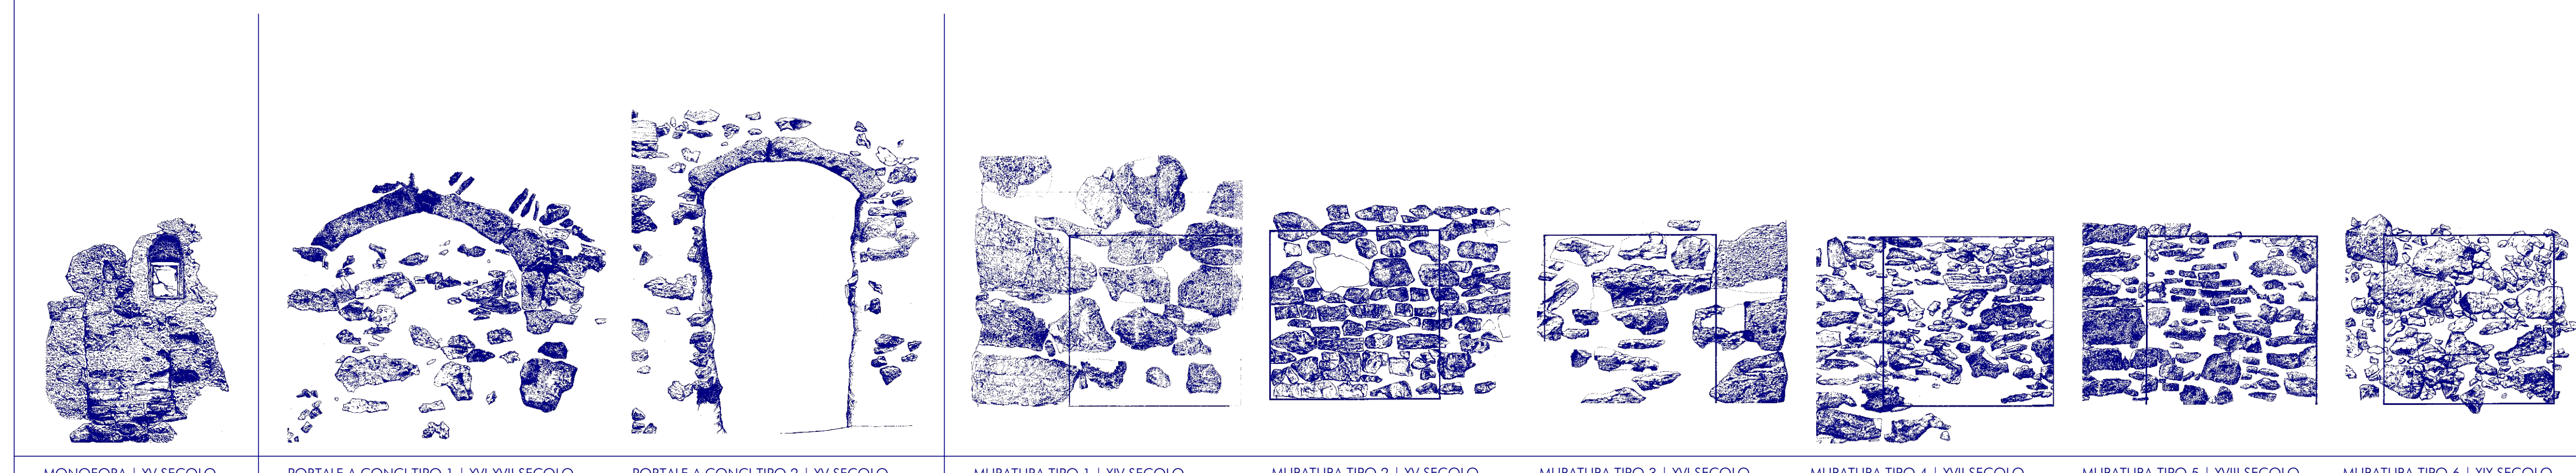 MONOFORA | XV SECOLO
PORTALE A CONCI TIPO 1 | XVI-XVII SECOLO
PORTALE A CONCI TIPO 2 | XV SECOLO
MURATURA TIPO 1 | XIV SECOLO
MURATURA TIPO 2 | XV SECOLO
MURATURA TIPO 3 | XVI SECOLO
MURATURA TIPO 4 | XVII SECOLO
MURATURA TIPO 5 | XVIII SECOLO
MURATURA TIPO 6 | XIX SECOLO